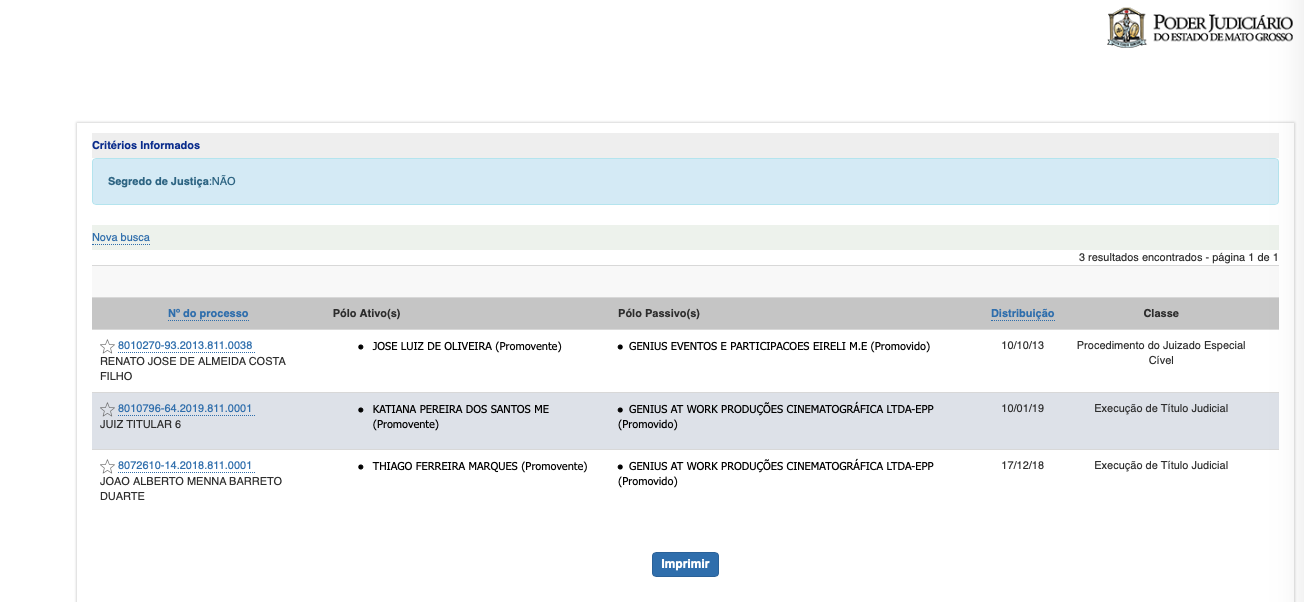 PODER JUDICIÁRIO
DO ESTADO DE MATO GROSSO
Critérios Informados
Segredo de Justiça:NÃO
Nova busca
3 resultados encontrados - página 1 de 1
Nº do processo Pólo Ativo(s) Pólo Passivo(s) Distribuição Classe
8010270-93.2013.811.0038 • JOSE LUIZ DE OLIVEIRA (Promovente) • GENIUS EVENTOS E PARTICIPACOES EIRELI M.E (Promovido) 10/10/13 Procedimento do Juizado Especial
RENATO JOSE DE ALMEIDA COSTA Cível
FILHO
8010796-64.2019.811.0001 • KATIANA PEREIRA DOS SANTOS ME • GENIUS AT WORK PRODUÇÕES CINEMATOGRÁFICA LTDA-EPP 10/01/19 Execução de Título Judicial
JUIZ TITULAR 6 (Promovente) (Promovido)
8072610-14.2018.811.0001 • THIAGO FERREIRA MARQUES (Promovente) • GENIUS AT WORK PRODUÇÕES CINEMATOGRÁFICA LTDA-EPP 17/12/18 Execução de Título Judicial
JOAO ALBERTO MENNA BARRETO (Promovido)
DUARTE
Imprimir